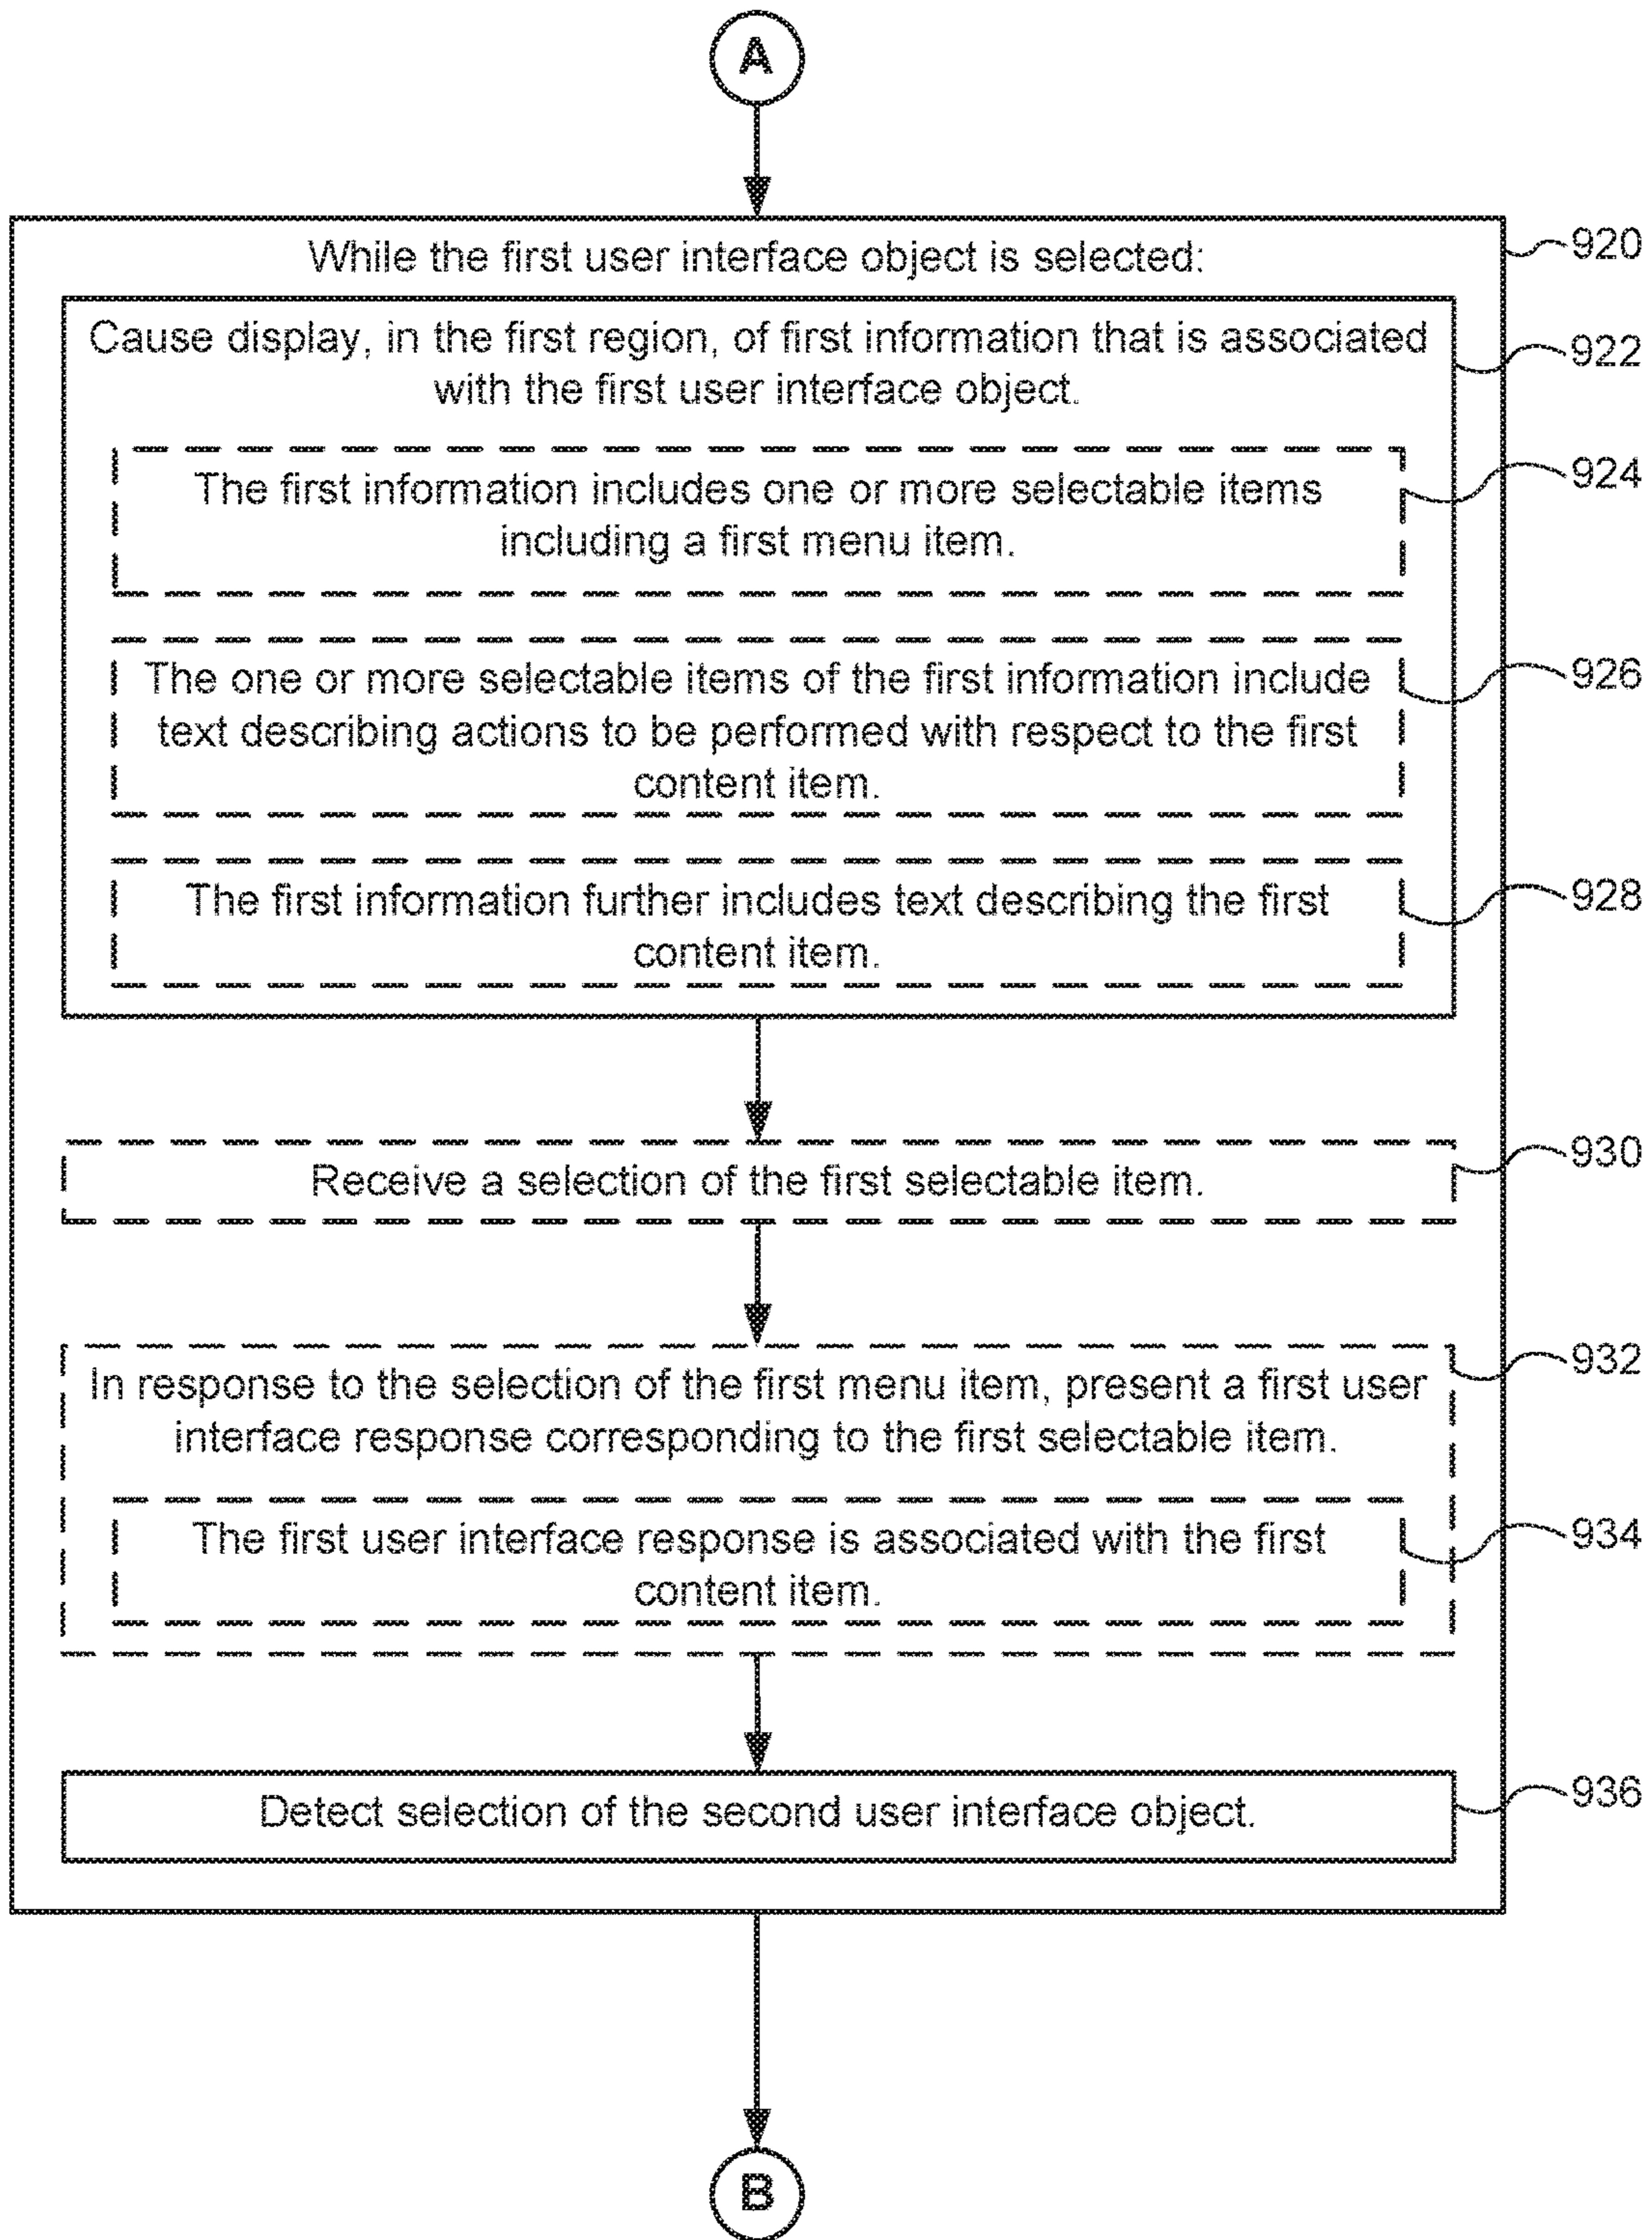 A
While the first user interface object is selected:
920
Cause display, in the first region, of first information that is associated
with the first user interface object.
922
The first information includes one or more selectable items
including a first menu item.
924
The one or more selectable items of the first information include
text describing actions to be performed with respect to the first
content item.
926
The first information further includes text describing the first
content item.
928
Receive a selection of the first selectable item.
930
In response to the selection of the first menu item, present a first user
interface response corresponding to the first selectable item.
932
The first user interface response is associated with the first
content item.
934
Detect selection of the second user interface object.
936
B